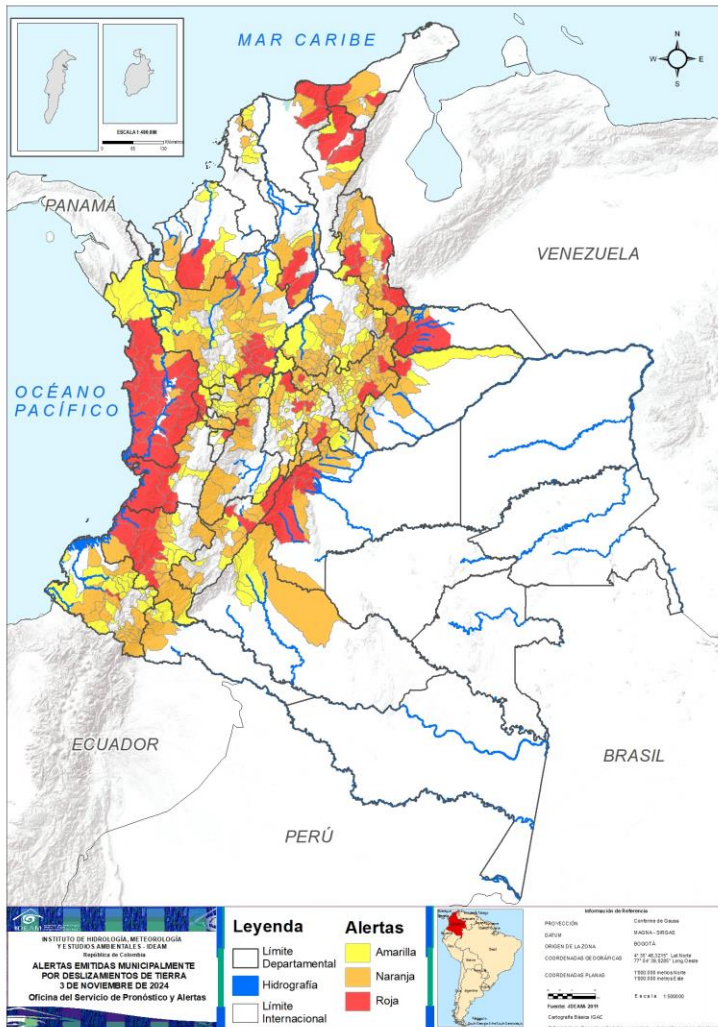 MAR CARIBE
N
W
E
S
ESCALA 1:400.000
PANAMÁ
VENEZUELA
OCÉANO
PACÍFICO
ECUADOR
BRASIL
PERÚ
IDEAM
INSTITUTO DE HIDROLOGÍA, METEOROLOGÍA
Y ESTUDIOS AMBIENTALES - IDEAM
República de Colombia
ALERTAS EMITIDAS MUNICIPALMENTE
POR DESLIZAMIENTOS DE TIERRA
3 DE NOVIEMBRE DE 2024
Oficina del Servicio de Pronóstico y Alertas
Leyenda
Límite
Departamental
Hidrografía
Límite
Internacional
Alertas
Amarilla
Naranja
Roja
Información de Referencia
PROYECCIÓN
Conforme de Gauss
DATUM
MAGNA - SIRGAS
ORIGEN DE LA ZONA
BOGOTÁ
COORDENADAS GEOGRÁFICAS
COORDENADAS PLANAS
Escala
Fuente: IDEAM 2011
Cartografía Básica IGAC